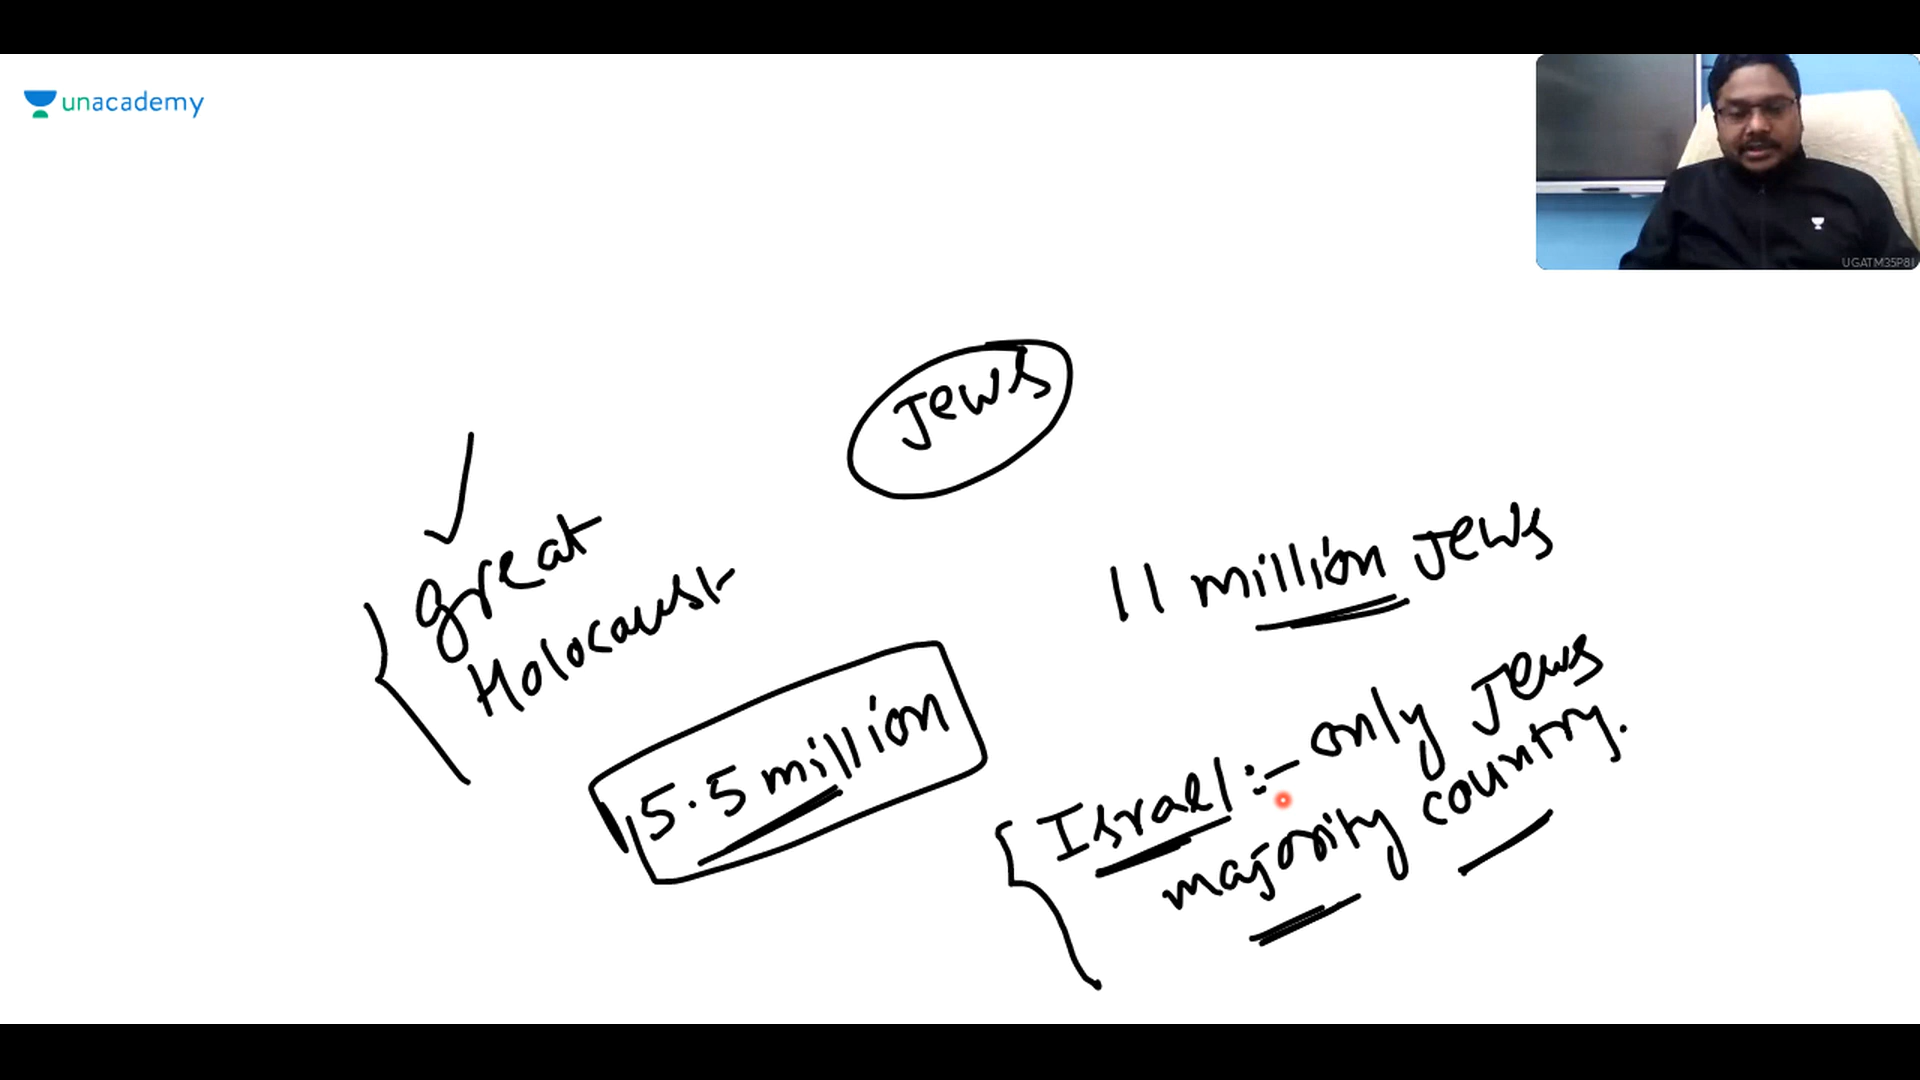 unacademy
UGATM35P8I
Jews
great
Holocaust
5.5 million
11 million Jews
Israel :- only Jews
majority country.